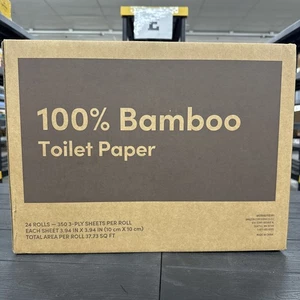 100% Bamboo
Toilet Paper
24 ROLLS — 350 3-PLY SHEETS PER ROLL
EACH SHEET 3.94 IN X 3.94 IN (10 cm X 10 cm)
TOTAL AREA PER ROLL 37.73 SQ FT